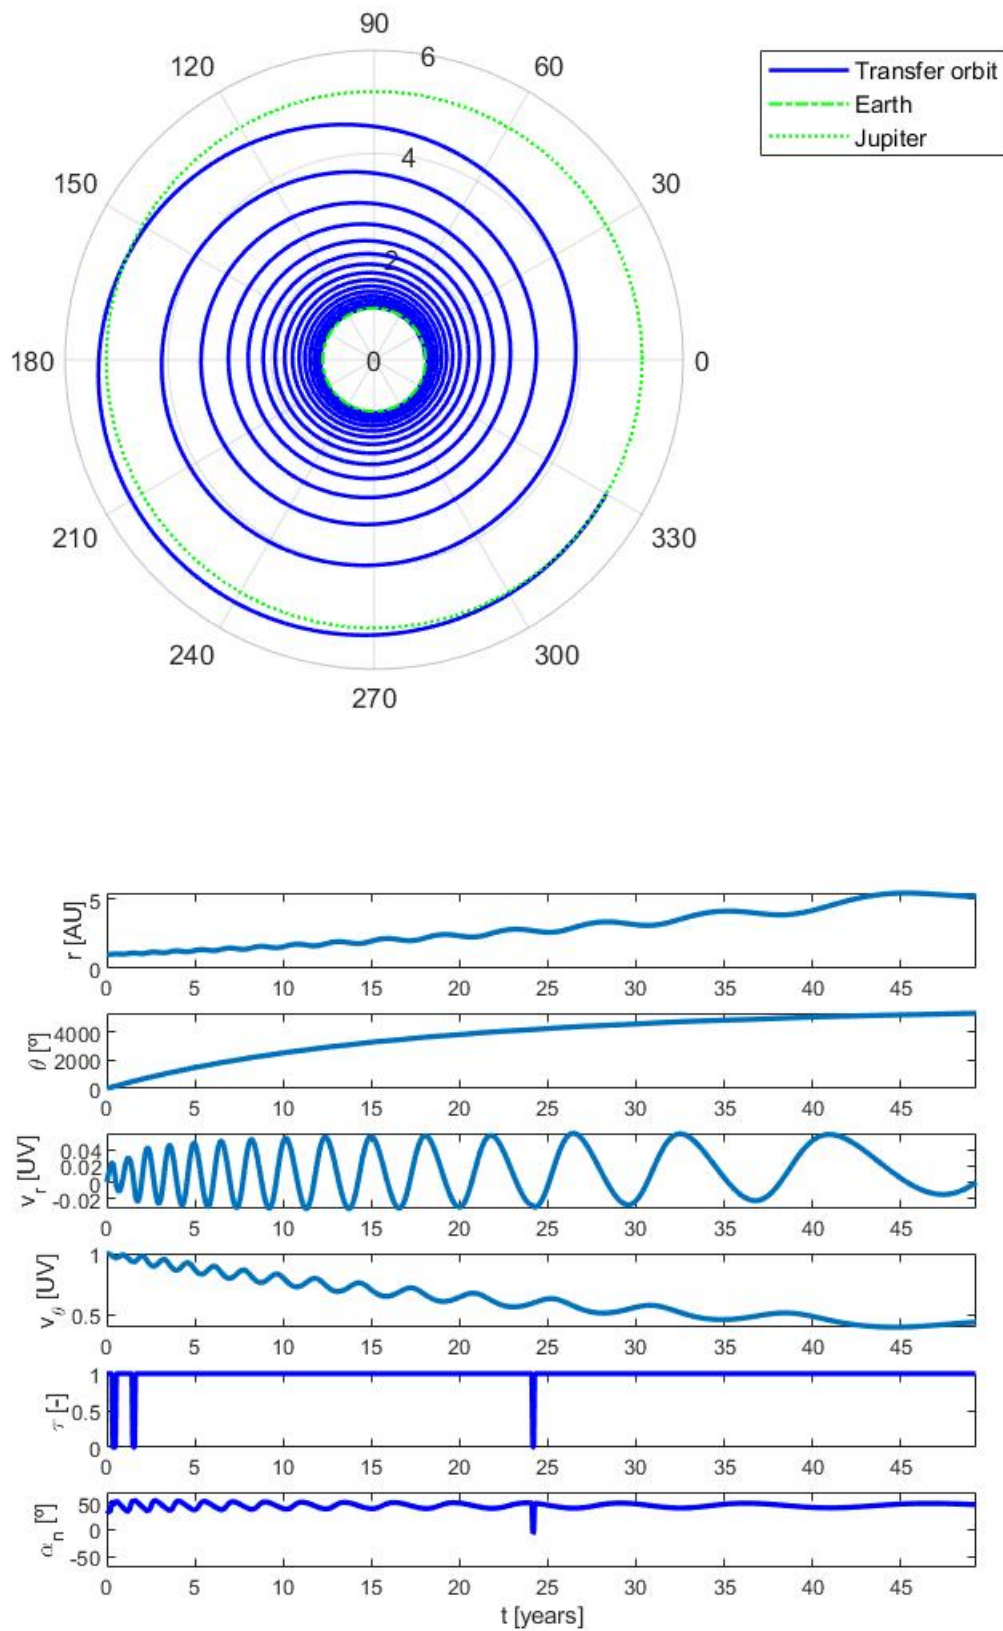 90
120 6 60
Transfer orbit
Earth
Jupiter
4
150 30
2
180 0 0
210 330
240 300
270
r [AU]
5
0
0 5 10 15 20 25 30 35 40 45
θ [º]
4000
2000
0
0 5 10 15 20 25 30 35 40 45
v_r [UV]
0.04
0.02
0
-0.02
0 5 10 15 20 25 30 35 40 45
v_θ [UV]
1
0.5
0 5 10 15 20 25 30 35 40 45
τ [-]
1
0.5
0
0 5 10 15 20 25 30 35 40 45
α_n [º]
50
0
-50
0 5 10 15 20 25 30 35 40 45
t [years]